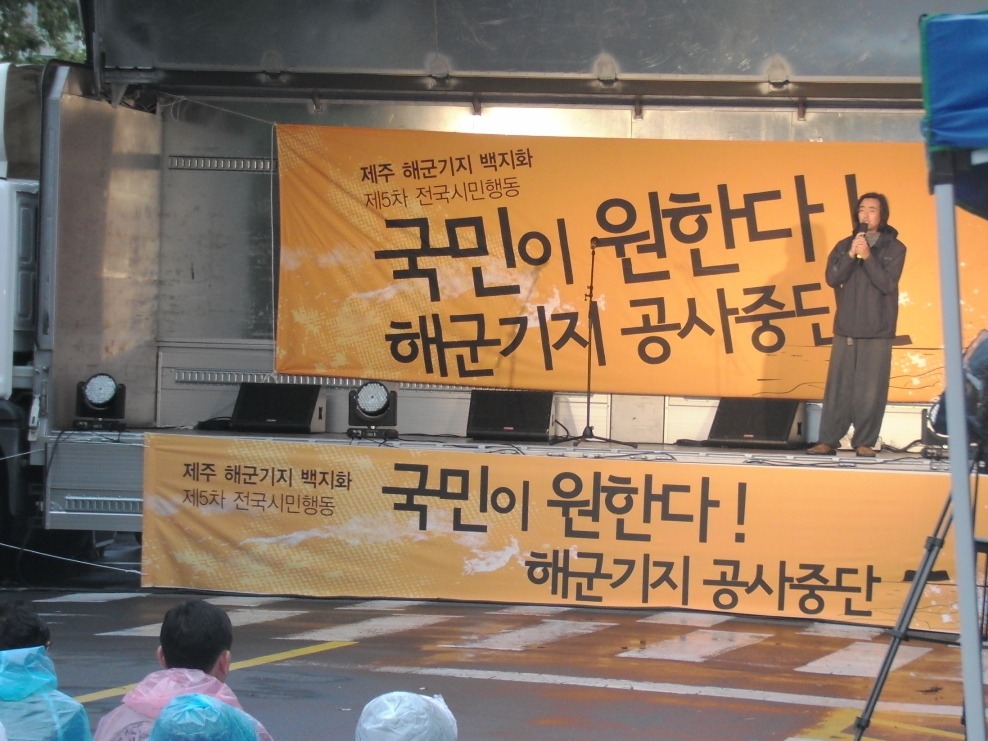 제주 해군기지 백지화
제5차 전국시민행동
국민이 원한다!
해군기지 공사중단
제주 해군기지 백지화
제5차 전국시민행동
국민이 원한다!
해군기지 공사중단